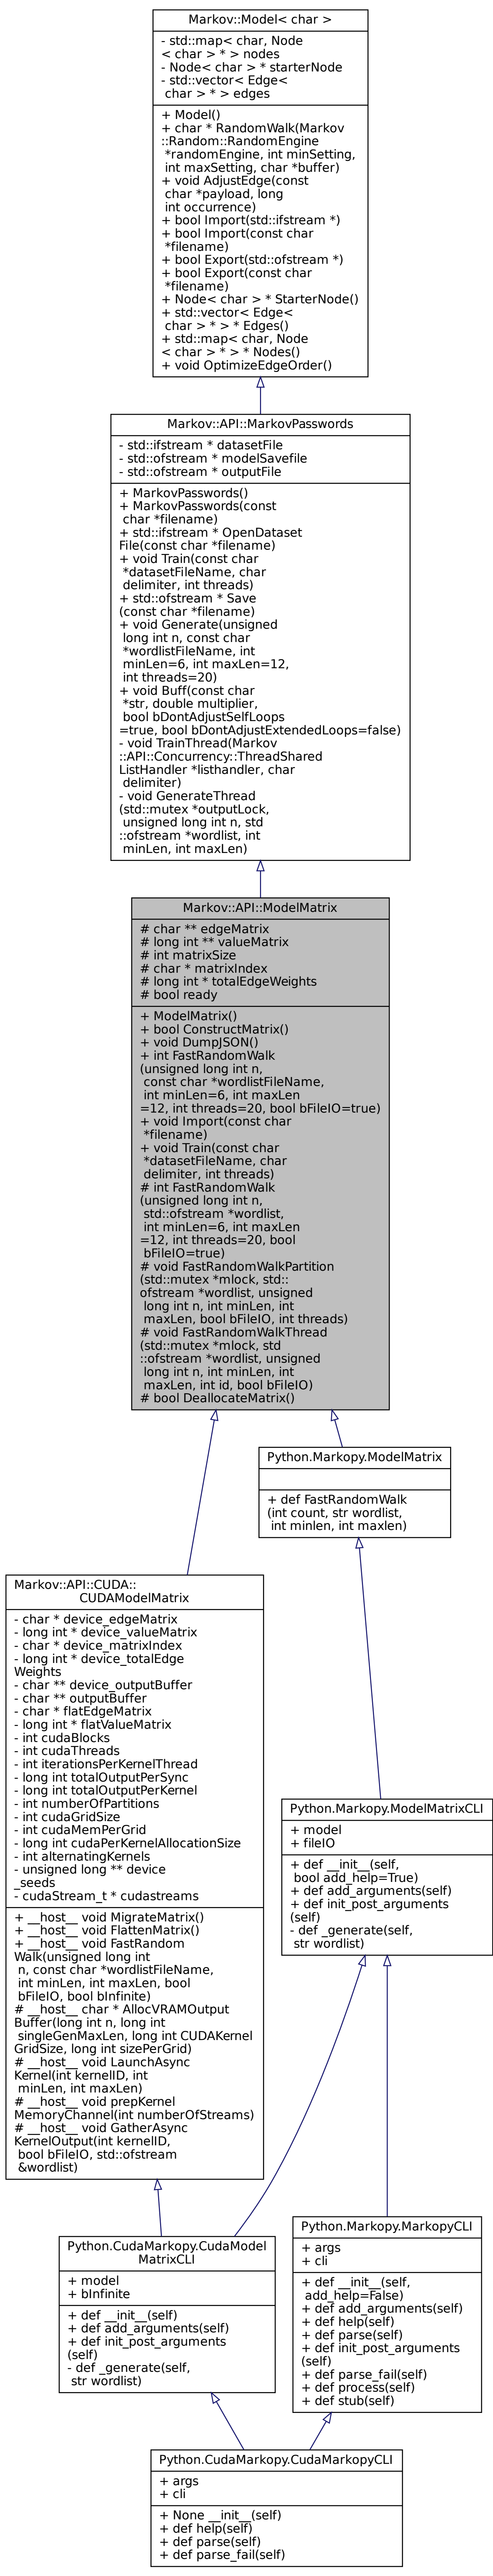 Markov::Model< char >
- std::map< char, Node
< char > * > nodes
- Node< char > * starterNode
- std::vector< Edge<
char > * > edges
+ Model()
+ char * RandomWalk(Markov
::Random::RandomEngine
*randomEngine, int minSetting,
int maxSetting, char *buffer)
+ void AdjustEdge(const
char *payload, long
int occurrence)
+ bool Import(std::ifstream *)
+ bool Import(const char
*filename)
+ bool Export(std::ofstream *)
+ bool Export(const char
*filename)
+ Node< char > * StarterNode()
+ std::vector< Edge<
char > * > * Edges()
+ std::map< char, Node
< char > * > * Nodes()
+ void OptimizeEdgeOrder()
Markov::API::MarkovPasswords
- std::ifstream * datasetFile
- std::ofstream * modelSavefile
- std::ofstream * outputFile
+ MarkovPasswords()
+ MarkovPasswords(const
char *filename)
+ std::ifstream * OpenDataset
File(const char *filename)
+ void Train(const char
*datasetFileName, char
delimiter, int threads)
+ std::ofstream * Save
(const char *filename)
+ void Generate(unsigned
long int n, const char
*wordlistFileName, int
minLen=6, int maxLen=12,
int threads=20)
+ void Buff(const char
*str, double multiplier,
bool bDontAdjustSelfLoops
=true, bool bDontAdjustExtendedLoops=false)
- void TrainThread(Markov
::API::Concurrency::ThreadShared
ListHandler *listhandler, char
delimiter)
- void GenerateThread
(std::mutex *outputLock,
unsigned long int n, std
::ofstream *wordlist, int
minLen, int maxLen)
Markov::API::ModelMatrix
# char ** edgeMatrix
# long int ** valueMatrix
# int matrixSize
# char * matrixIndex
# long int * totalEdgeWeights
# bool ready
+ ModelMatrix()
+ bool ConstructMatrix()
+ void DumpJSON()
+ int FastRandomWalk
(unsigned long int n,
const char *wordlistFileName,
int minLen=6, int maxLen
=12, int threads=20, bool bFileIO=true)
+ void Import(const char
*filename)
+ void Train(const char
*datasetFileName, char
delimiter, int threads)
# int FastRandomWalk
(unsigned long int n,
std::ofstream *wordlist,
int minLen=6, int maxLen
=12, int threads=20, bool
bFileIO=true)
# void FastRandomWalkPartition
(std::mutex *mlock, std::
ofstream *wordlist, unsigned
long int n, int minLen, int
maxLen, bool bFileIO, int threads)
# void FastRandomWalkThread
(std::mutex *mlock, std
::ofstream *wordlist, unsigned
long int n, int minLen, int
maxLen, int id, bool bFileIO)
# bool DeallocateMatrix()
Python.Markopy.ModelMatrix
+ def FastRandomWalk
(int count, str wordlist,
int minlen, int maxlen)
Markov::API::CUDA::
CUDAModelMatrix
- char * device_edgeMatrix
- long int * device_valueMatrix
- char * device_matrixIndex
- long int * device_totalEdge
Weights
- char ** device_outputBuffer
- char ** outputBuffer
- char * flatEdgeMatrix
- long int * flatValueMatrix
- int cudaBlocks
- int cudaThreads
- int iterationsPerKernelThread
- long int totalOutputPerSync
- long int totalOutputPerKernel
- int numberOfPartitions
- int cudaGridSize
- int cudaMemPerGrid
- long int cudaPerKernelAllocationSize
- int alternatingKernels
- unsigned long ** device
_seeds
- cudaStream_t * cudastreams
+ __host__ void MigrateMatrix()
+ __host__ void FlattenMatrix()
+ __host__ void FastRandom
Walk(unsigned long int
n, const char *wordlistFileName,
int minLen, int maxLen, bool
bFileIO, bool bInfinite)
# __host__ char * AllocVRAMOutput
Buffer(long int n, long int
singleGenMaxLen, long int CUDAKernel
GridSize, long int sizePerGrid)
# __host__ void LaunchAsync
Kernel(int kernelID, int
minLen, int maxLen)
# __host__ void prepKernel
MemoryChannel(int numberOfStreams)
# __host__ void GatherAsync
KernelOutput(int kernelID,
bool bFileIO, std::ofstream
&wordlist)
Python.Markopy.ModelMatrixCLI
+ model
+ fileIO
+ def __init__(self,
bool add_help=True)
+ def add_arguments(self)
+ def init_post_arguments
(self)
- def _generate(self,
str wordlist)
Python.CudaMarkopy.CudaModel
MatrixCLI
+ model
+ bInfinite
+ def __init__(self)
+ def add_arguments(self)
+ def init_post_arguments
(self)
- def _generate(self,
str wordlist)
Python.Markopy.MarkopyCLI
+ args
+ cli
+ def __init__(self,
add_help=False)
+ def add_arguments(self)
+ def help(self)
+ def parse(self)
+ def init_post_arguments
(self)
+ def parse_fail(self)
+ def process(self)
+ def stub(self)
Python.CudaMarkopy.CudaMarkopyCLI
+ args
+ cli
+ None __init__(self)
+ def help(self)
+ def parse(self)
+ def parse_fail(self)